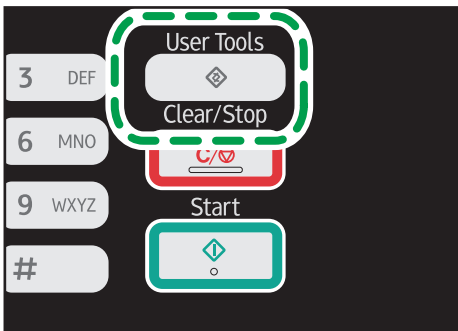 User Tools
3 DEF
Clear/Stop
6 MNO
C/
9 WXYZ
Start
#